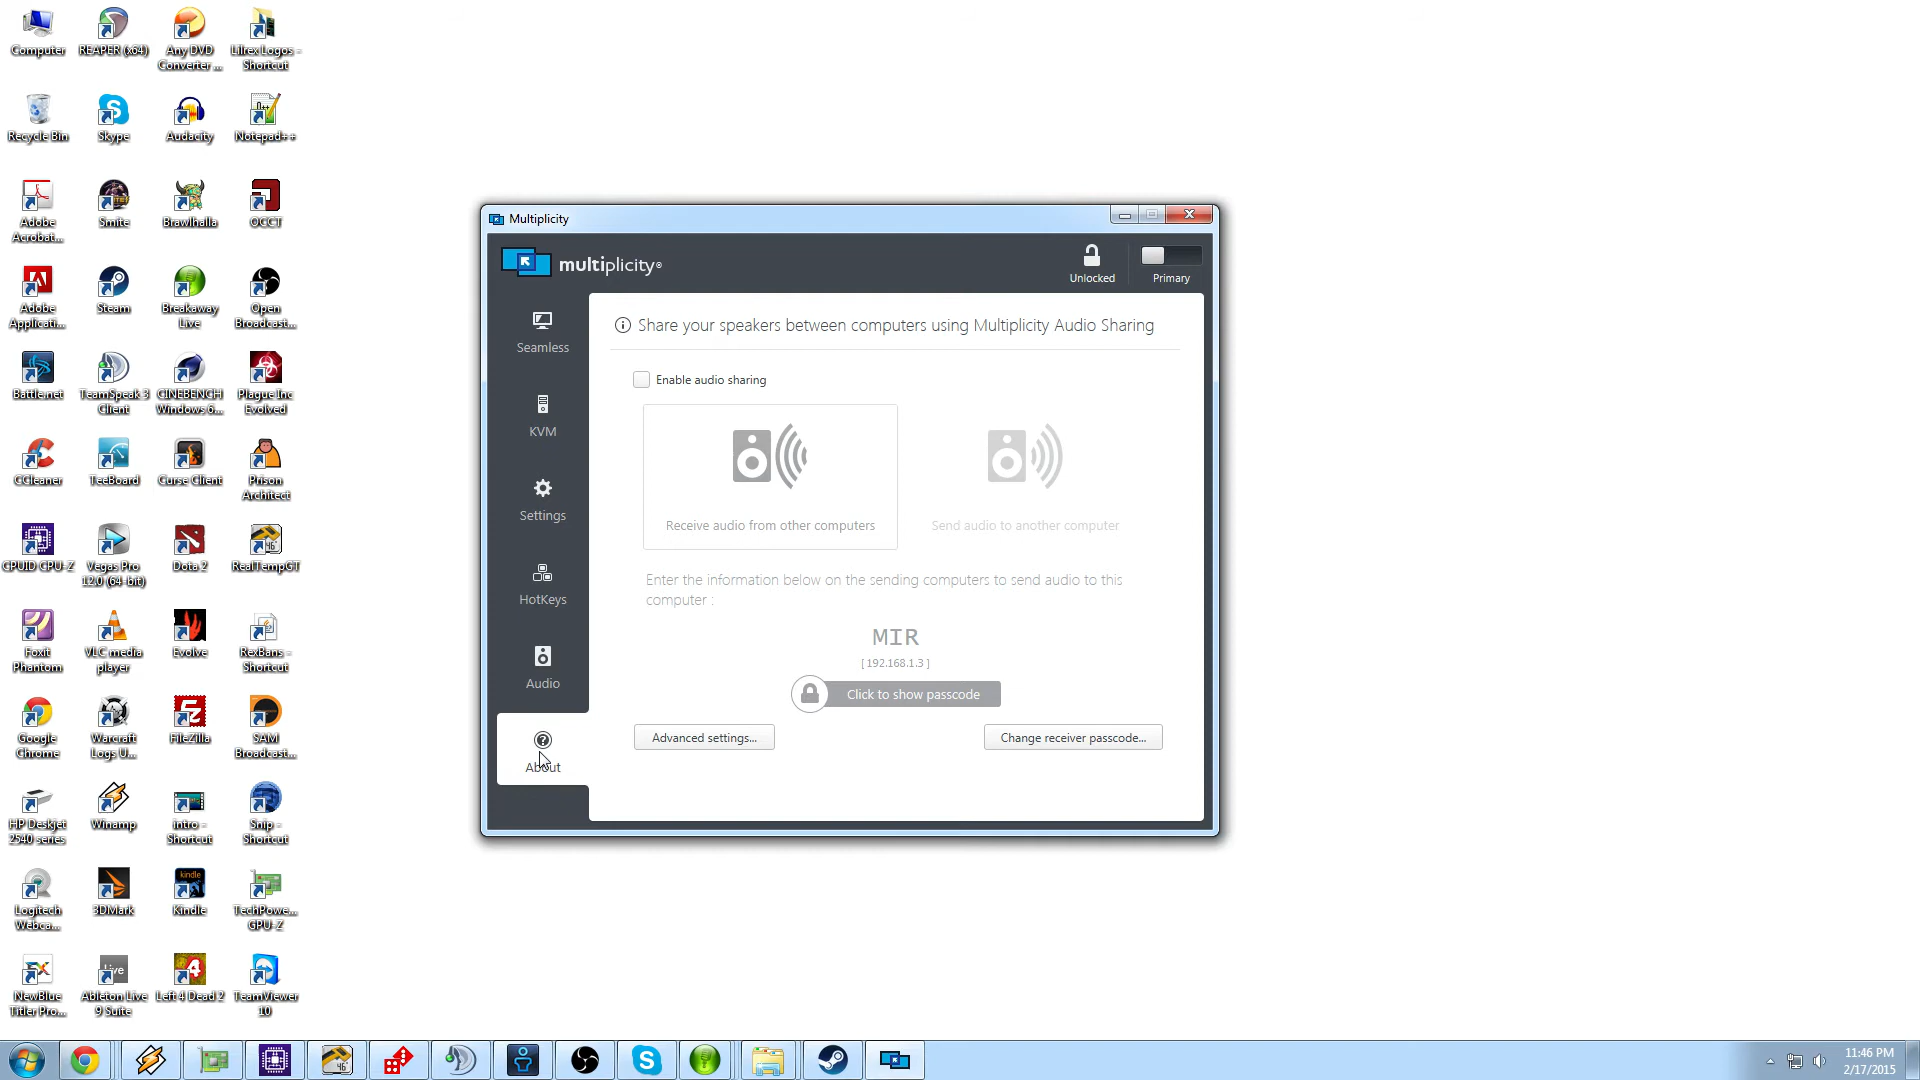 Computer
REAPER (x64)
Any DVD
Converter ...
Lilrex Logos -
Shortcut
Recycle Bin
Skype
Audacity
Notepad++
Adobe
Acrobat...
Smite
Brawlhalla
OCCT
Adobe
Applicati...
Steam
Breakaway
Live
Open
Broadcast...
Battle.net
TeamSpeak 3
Client
CINEBENCH
Windows 6...
Plague Inc
Evolved
CCleaner
TeeBoard
Curse Client
Prison
Architect
CPUID CPU-Z
Vegas Pro
12.0 (64-bit)
Dota 2
RealTempGT
Foxit
Phantom
VLC media
player
Evolve
RexBans -
Shortcut
Google
Chrome
Warcraft
Logs U...
FileZilla
SAM
Broadcast...
HP Deskjet
2540 series
Winamp
intro -
Shortcut
Snip -
Shortcut
Logitech
Webca...
3DMark
Kindle
TechPowe...
GPU-Z
NewBlue
Titler Pro...
Ableton Live
9 Suite
Left 4 Dead 2
TeamViewer
10
Multiplicity
multiplicity®
Unlocked
Primary
Seamless
KVM
Settings
HotKeys
Audio
About
Share your speakers between computers using Multiplicity Audio Sharing
Enable audio sharing
Receive audio from other computers
Send audio to another computer
Enter the information below on the sending computers to send audio to this
computer :
MIR
[ 192.168.1.3 ]
Click to show passcode
Advanced settings...
Change receiver passcode...
11:46 PM
2/17/2015